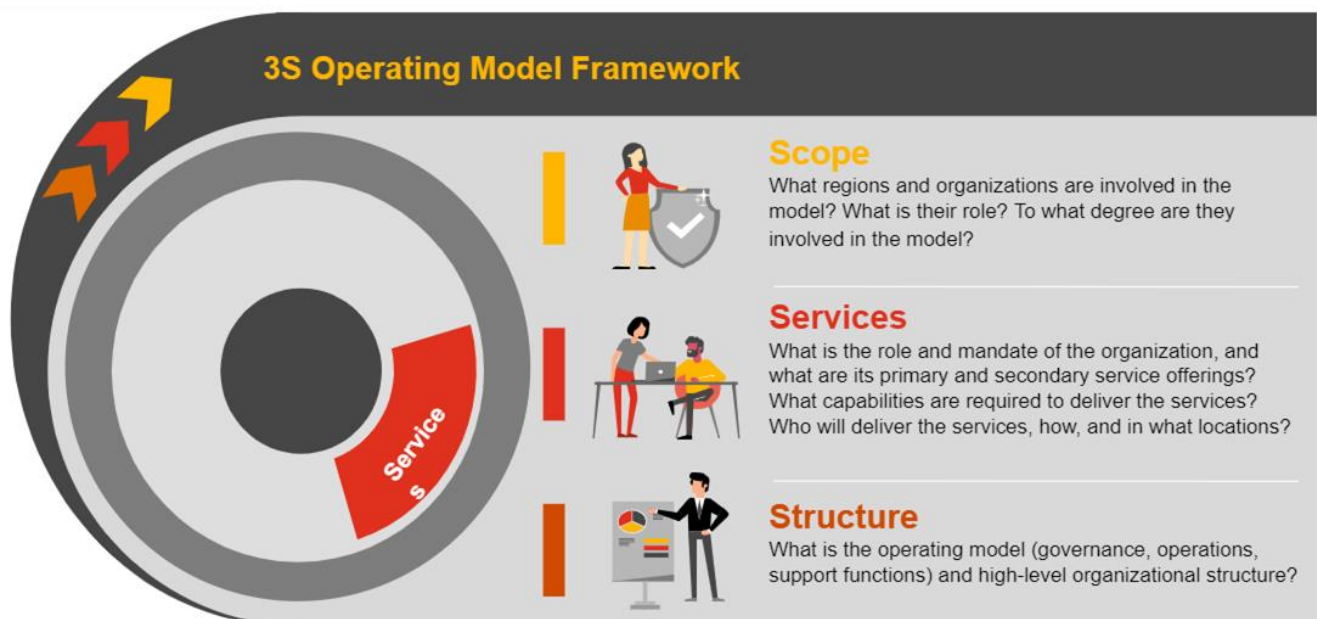 3S Operating Model Framework
Scope
What regions and organizations are involved in the
model? What is their role? To what degree are they
involved in the model?
Services
What is the role and mandate of the organization, and
what are its primary and secondary service offerings?
What capabilities are required to deliver the services?
Who will deliver the services, how, and in what locations?
Service
s
Structure
What is the operating model (governance, operations,
support functions) and high-level organizational structure?